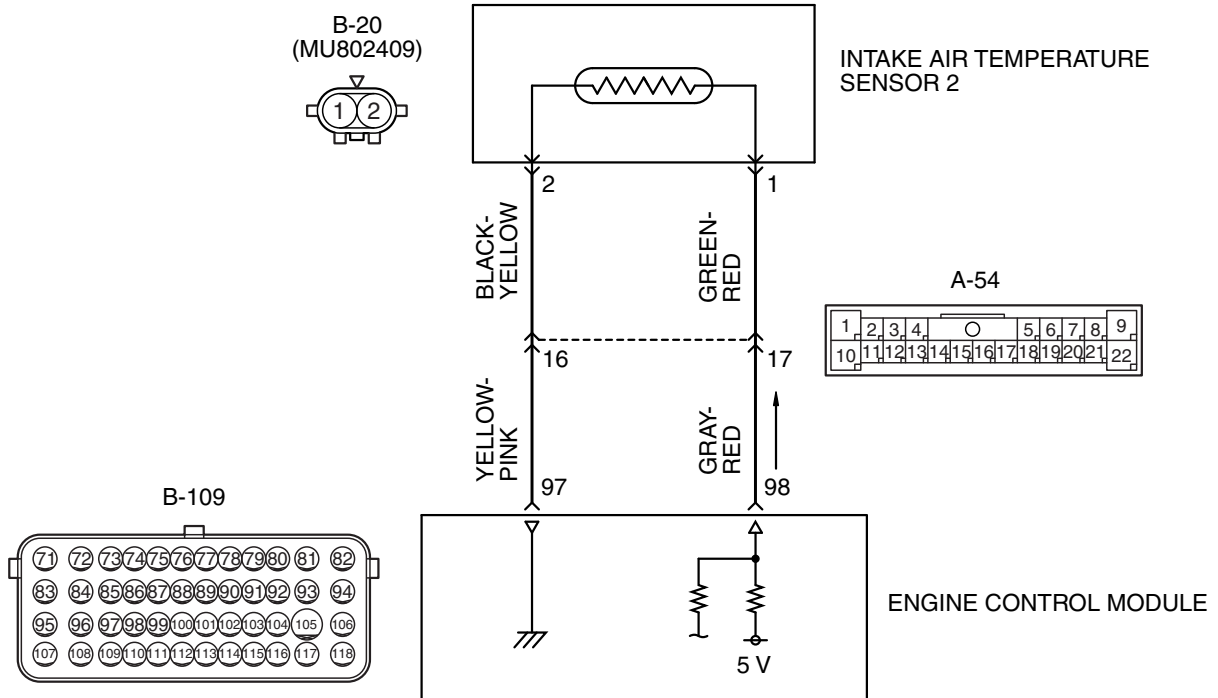 B-20
(MU802409)
1 2
INTAKE AIR TEMPERATURE
SENSOR 2
2
1
BLACK-
YELLOW
GREEN-
RED
A-54
1 2 3 4 5 6 7 8 9
10 11 12 13 14 15 16 17 18 19 20 21 22
16
17
YELLOW-
PINK
GRAY-
RED
97
98
B-109
71 72 73 74 75 76 77 78 79 80 81 82
83 84 85 86 87 88 89 90 91 92 93 94
95 96 97 98 99 100 101 102 103 104 105 106
107 108 109 110 111 112 113 114 115 116 117 118
ENGINE CONTROL MODULE
5 V